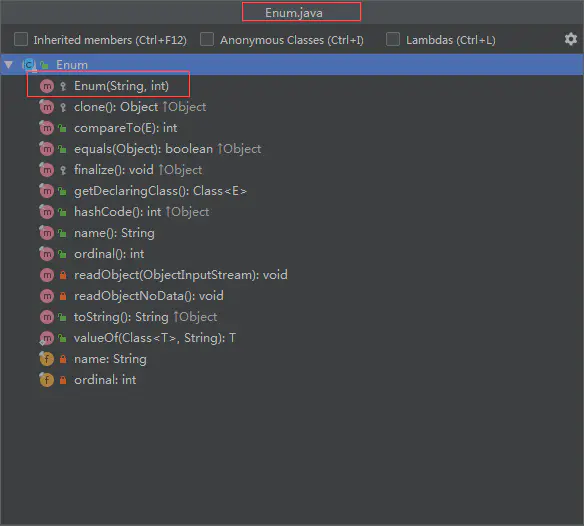 Enum.java
Inherited members (Ctrl+F12) Anonymous Classes (Ctrl+I) Lambdas (Ctrl+L)
Enum
m Enum(String, int)
m clone(): Object ↑Object
m compareTo(E): int
m equals(Object): boolean ↑Object
m finalize(): void ↑Object
m getDeclaringClass(): Class<E>
m hashCode(): int ↑Object
m name(): String
m ordinal(): int
m readObject(ObjectInputStream): void
m readObjectNoData(): void
m toString(): String ↑Object
m valueOf(Class<T>, String): T
f name: String
f ordinal: int